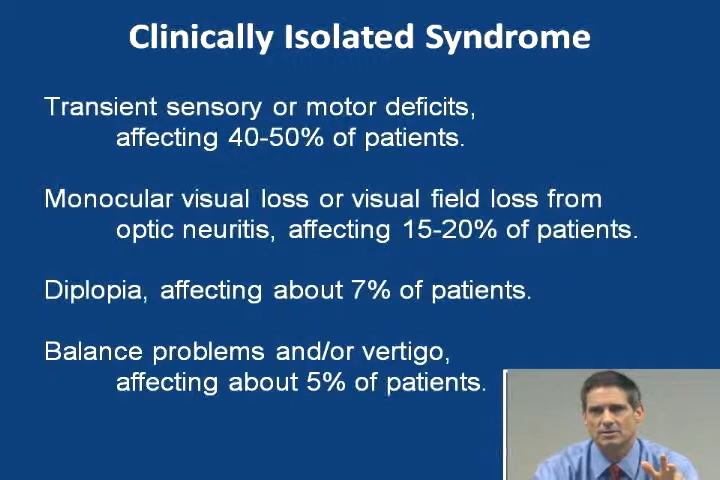 Clinically Isolated Syndrome
Transient sensory or motor deficits,
affecting 40-50% of patients.
Monocular visual loss or visual field loss from
optic neuritis, affecting 15-20% of patients.
Diplopia, affecting about 7% of patients.
Balance problems and/or vertigo,
affecting about 5% of patients.